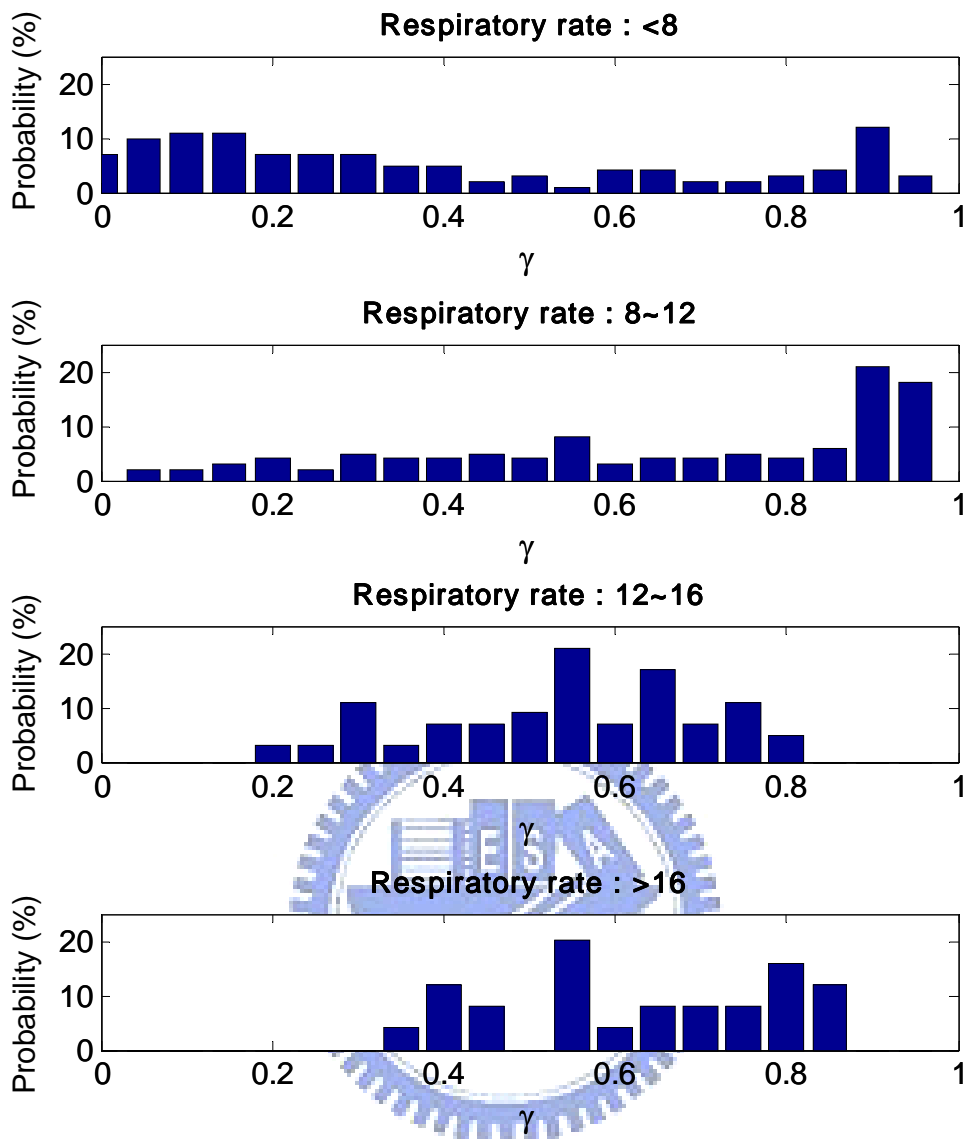 Respiratory rate : <8
Probability (%)
20
10
0
0 0.2 0.4 0.6 0.8 1
γ
Respiratory rate : 8~12
Probability (%)
20
10
0
0 0.2 0.4 0.6 0.8 1
γ
Respiratory rate : 12~16
Probability (%)
20
10
0
0 0.2 0.4 0.6 0.8 1
γ
E S A
Respiratory rate : >16
Probability (%)
20
10
0
0 0.2 0.4 0.6 0.8 1
γ